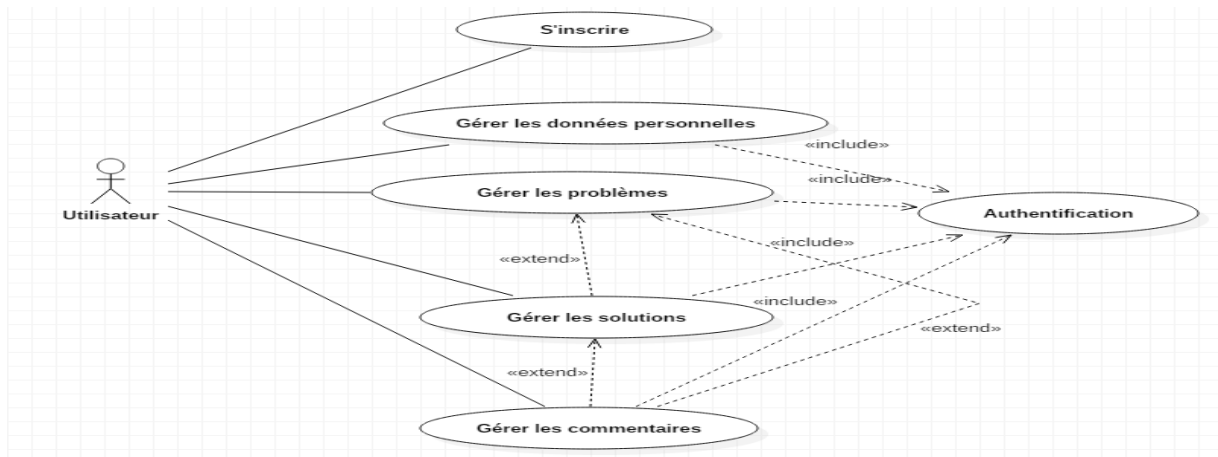 S'inscrire
Gérer les données personnelles
«include»
«include»
Gérer les problèmes
Utilisateur
Authentification
«include»
«extend»
«include»
Gérer les solutions
«extend»
«extend»
Gérer les commentaires